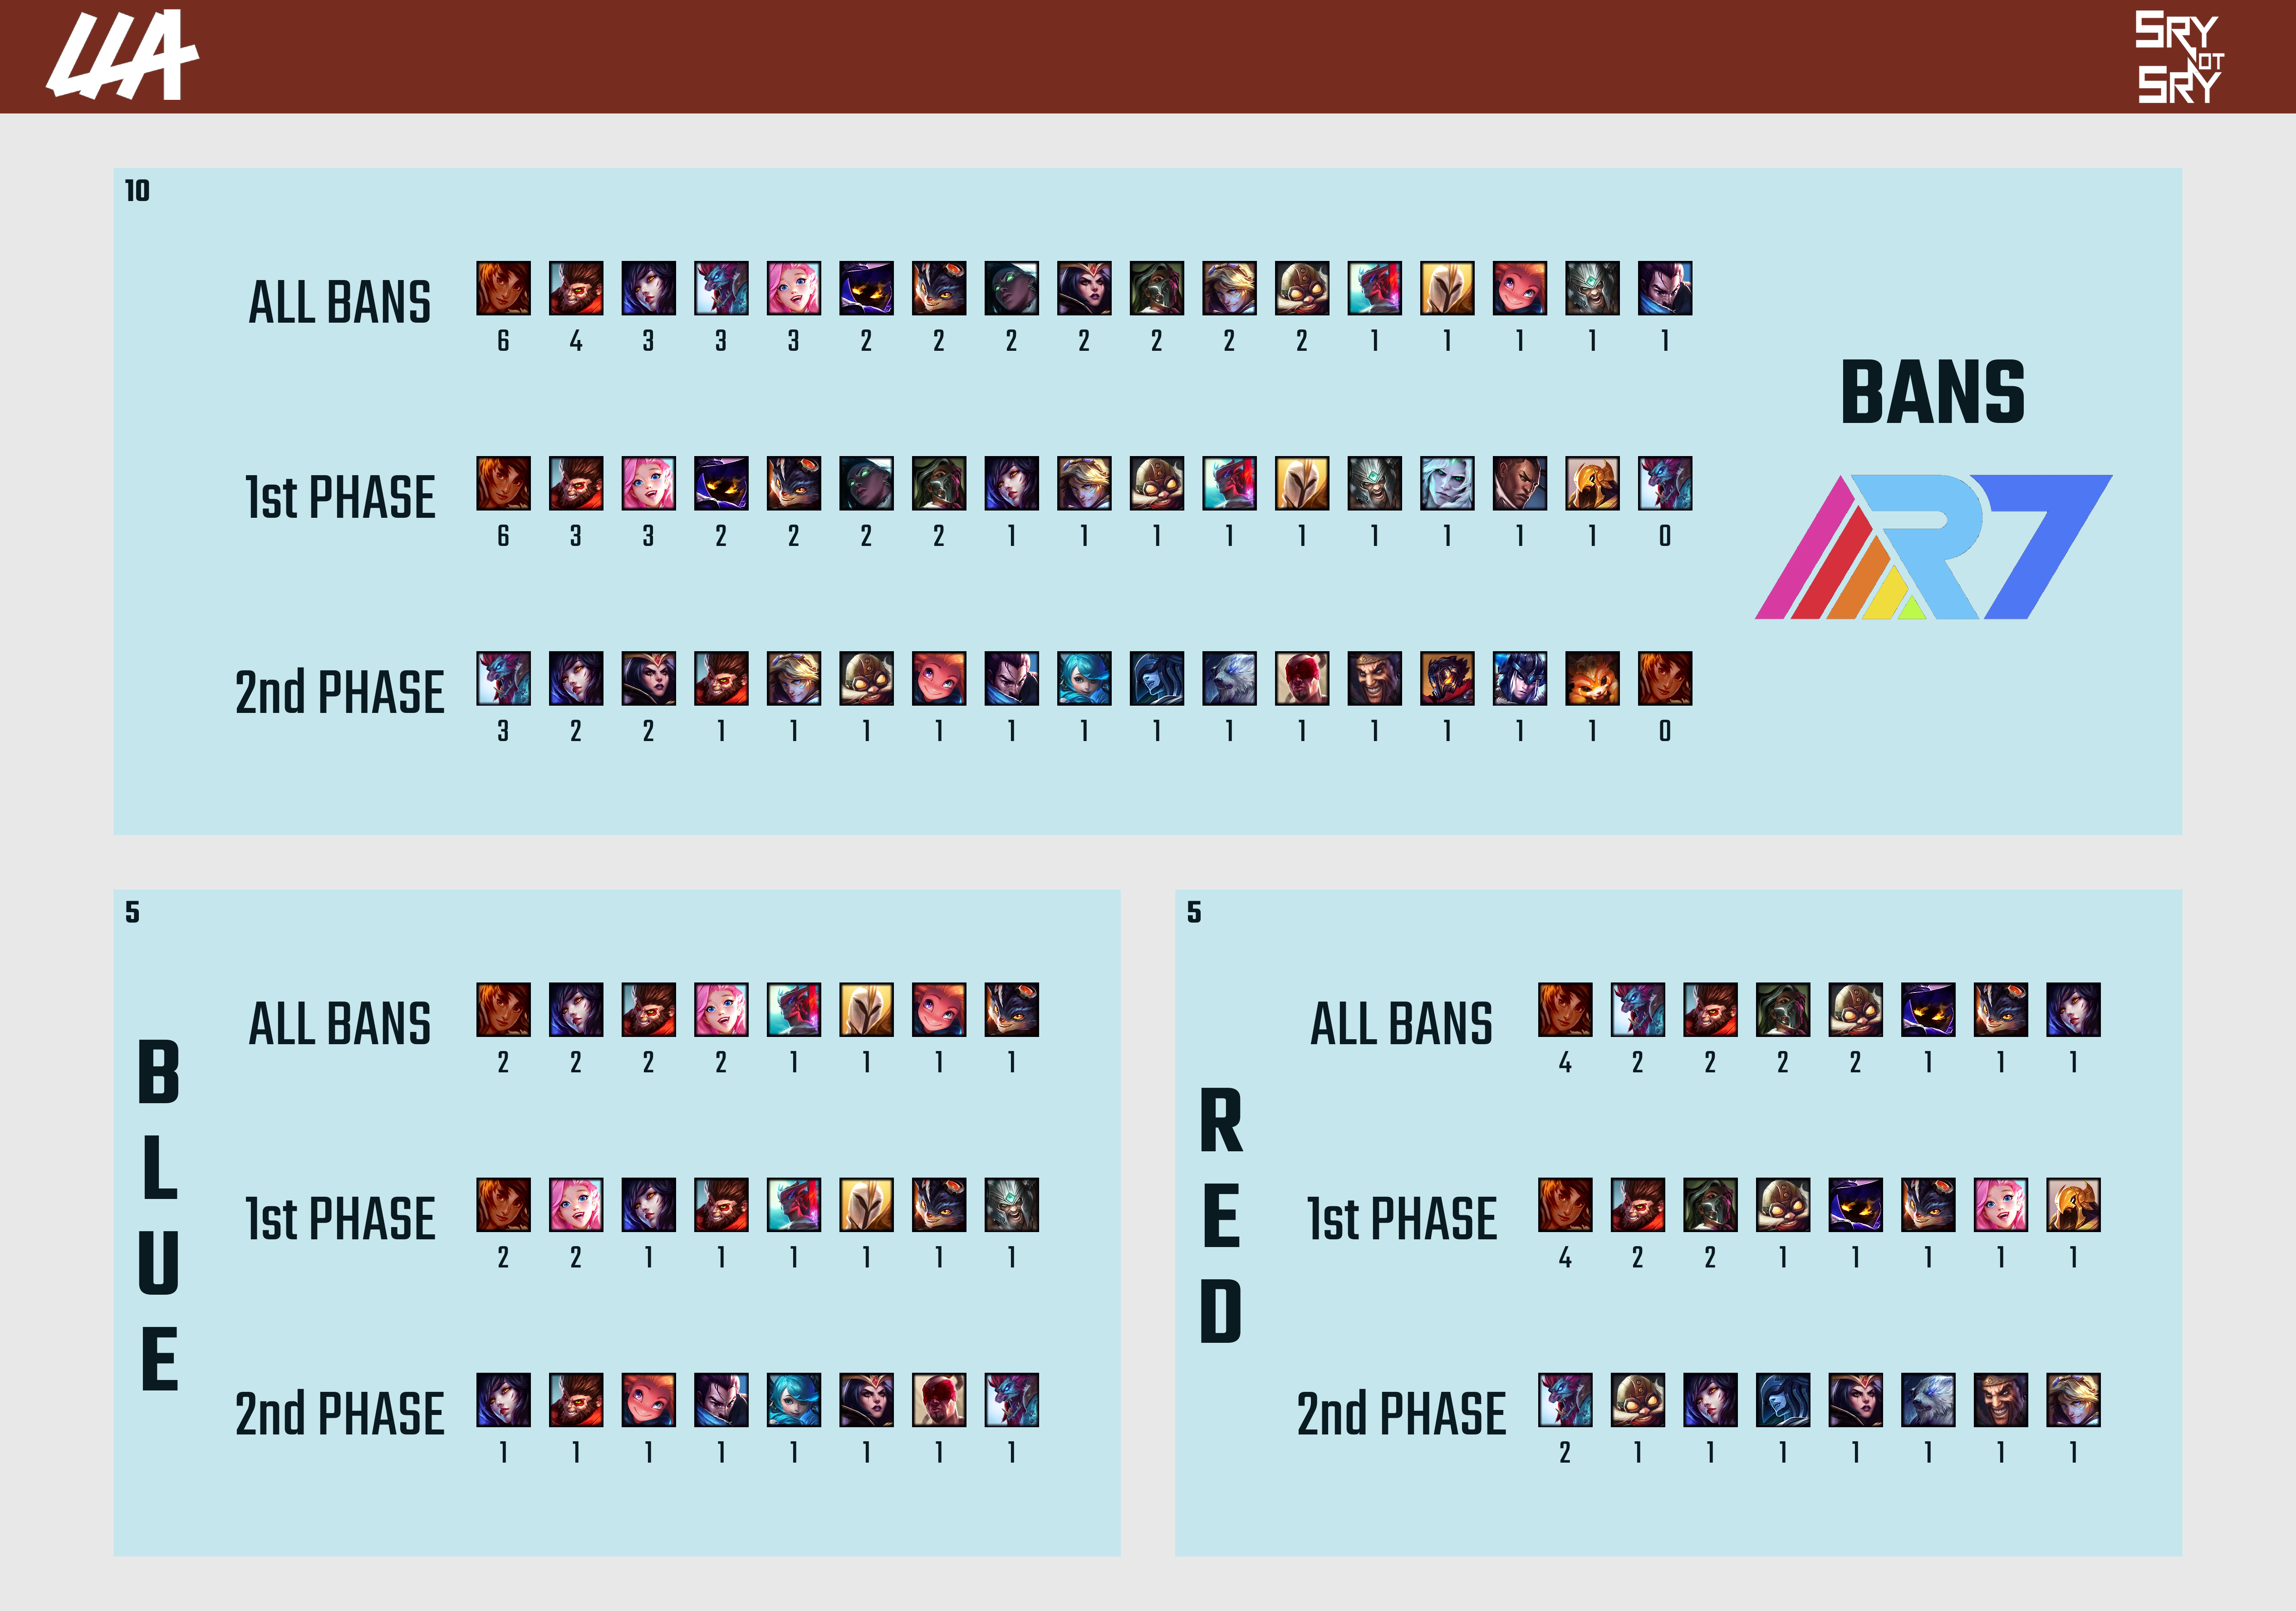 LLA
SRY
NOT
SRY
10
ALL BANS
6 4 3 3 3 2 2 2 2 2 2 2 1 1 1 1 1
1st PHASE
6 3 3 2 2 2 2 1 1 1 1 1 1 1 1 1 0
2nd PHASE
3 2 2 1 1 1 1 1 1 1 1 1 1 1 1 1 0
BANS
R7
5
BLUE
ALL BANS
2 2 2 2 1 1 1 1
1st PHASE
2 2 1 1 1 1 1 1
2nd PHASE
1 1 1 1 1 1 1 1
5
RED
ALL BANS
4 2 2 2 2 1 1 1
1st PHASE
4 2 2 1 1 1 1 1
2nd PHASE
2 1 1 1 1 1 1 1